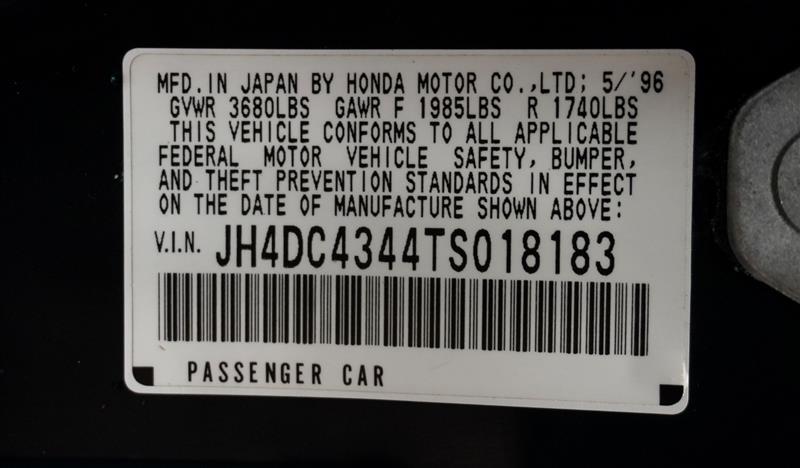 MFD. IN JAPAN BY HONDA MOTOR CO., LTD; 5/'96
GVWR 3680LBS GAWR F 1985LBS R 1740LBS
THIS VEHICLE CONFORMS TO ALL APPLICABLE
FEDERAL MOTOR VEHICLE SAFETY, BUMPER,
AND THEFT PREVENTION STANDARDS IN EFFECT
ON THE DATE OF MANUFACTURE SHOWN ABOVE:
V.I.N. JH4DC4344TS018183
PASSENGER CAR